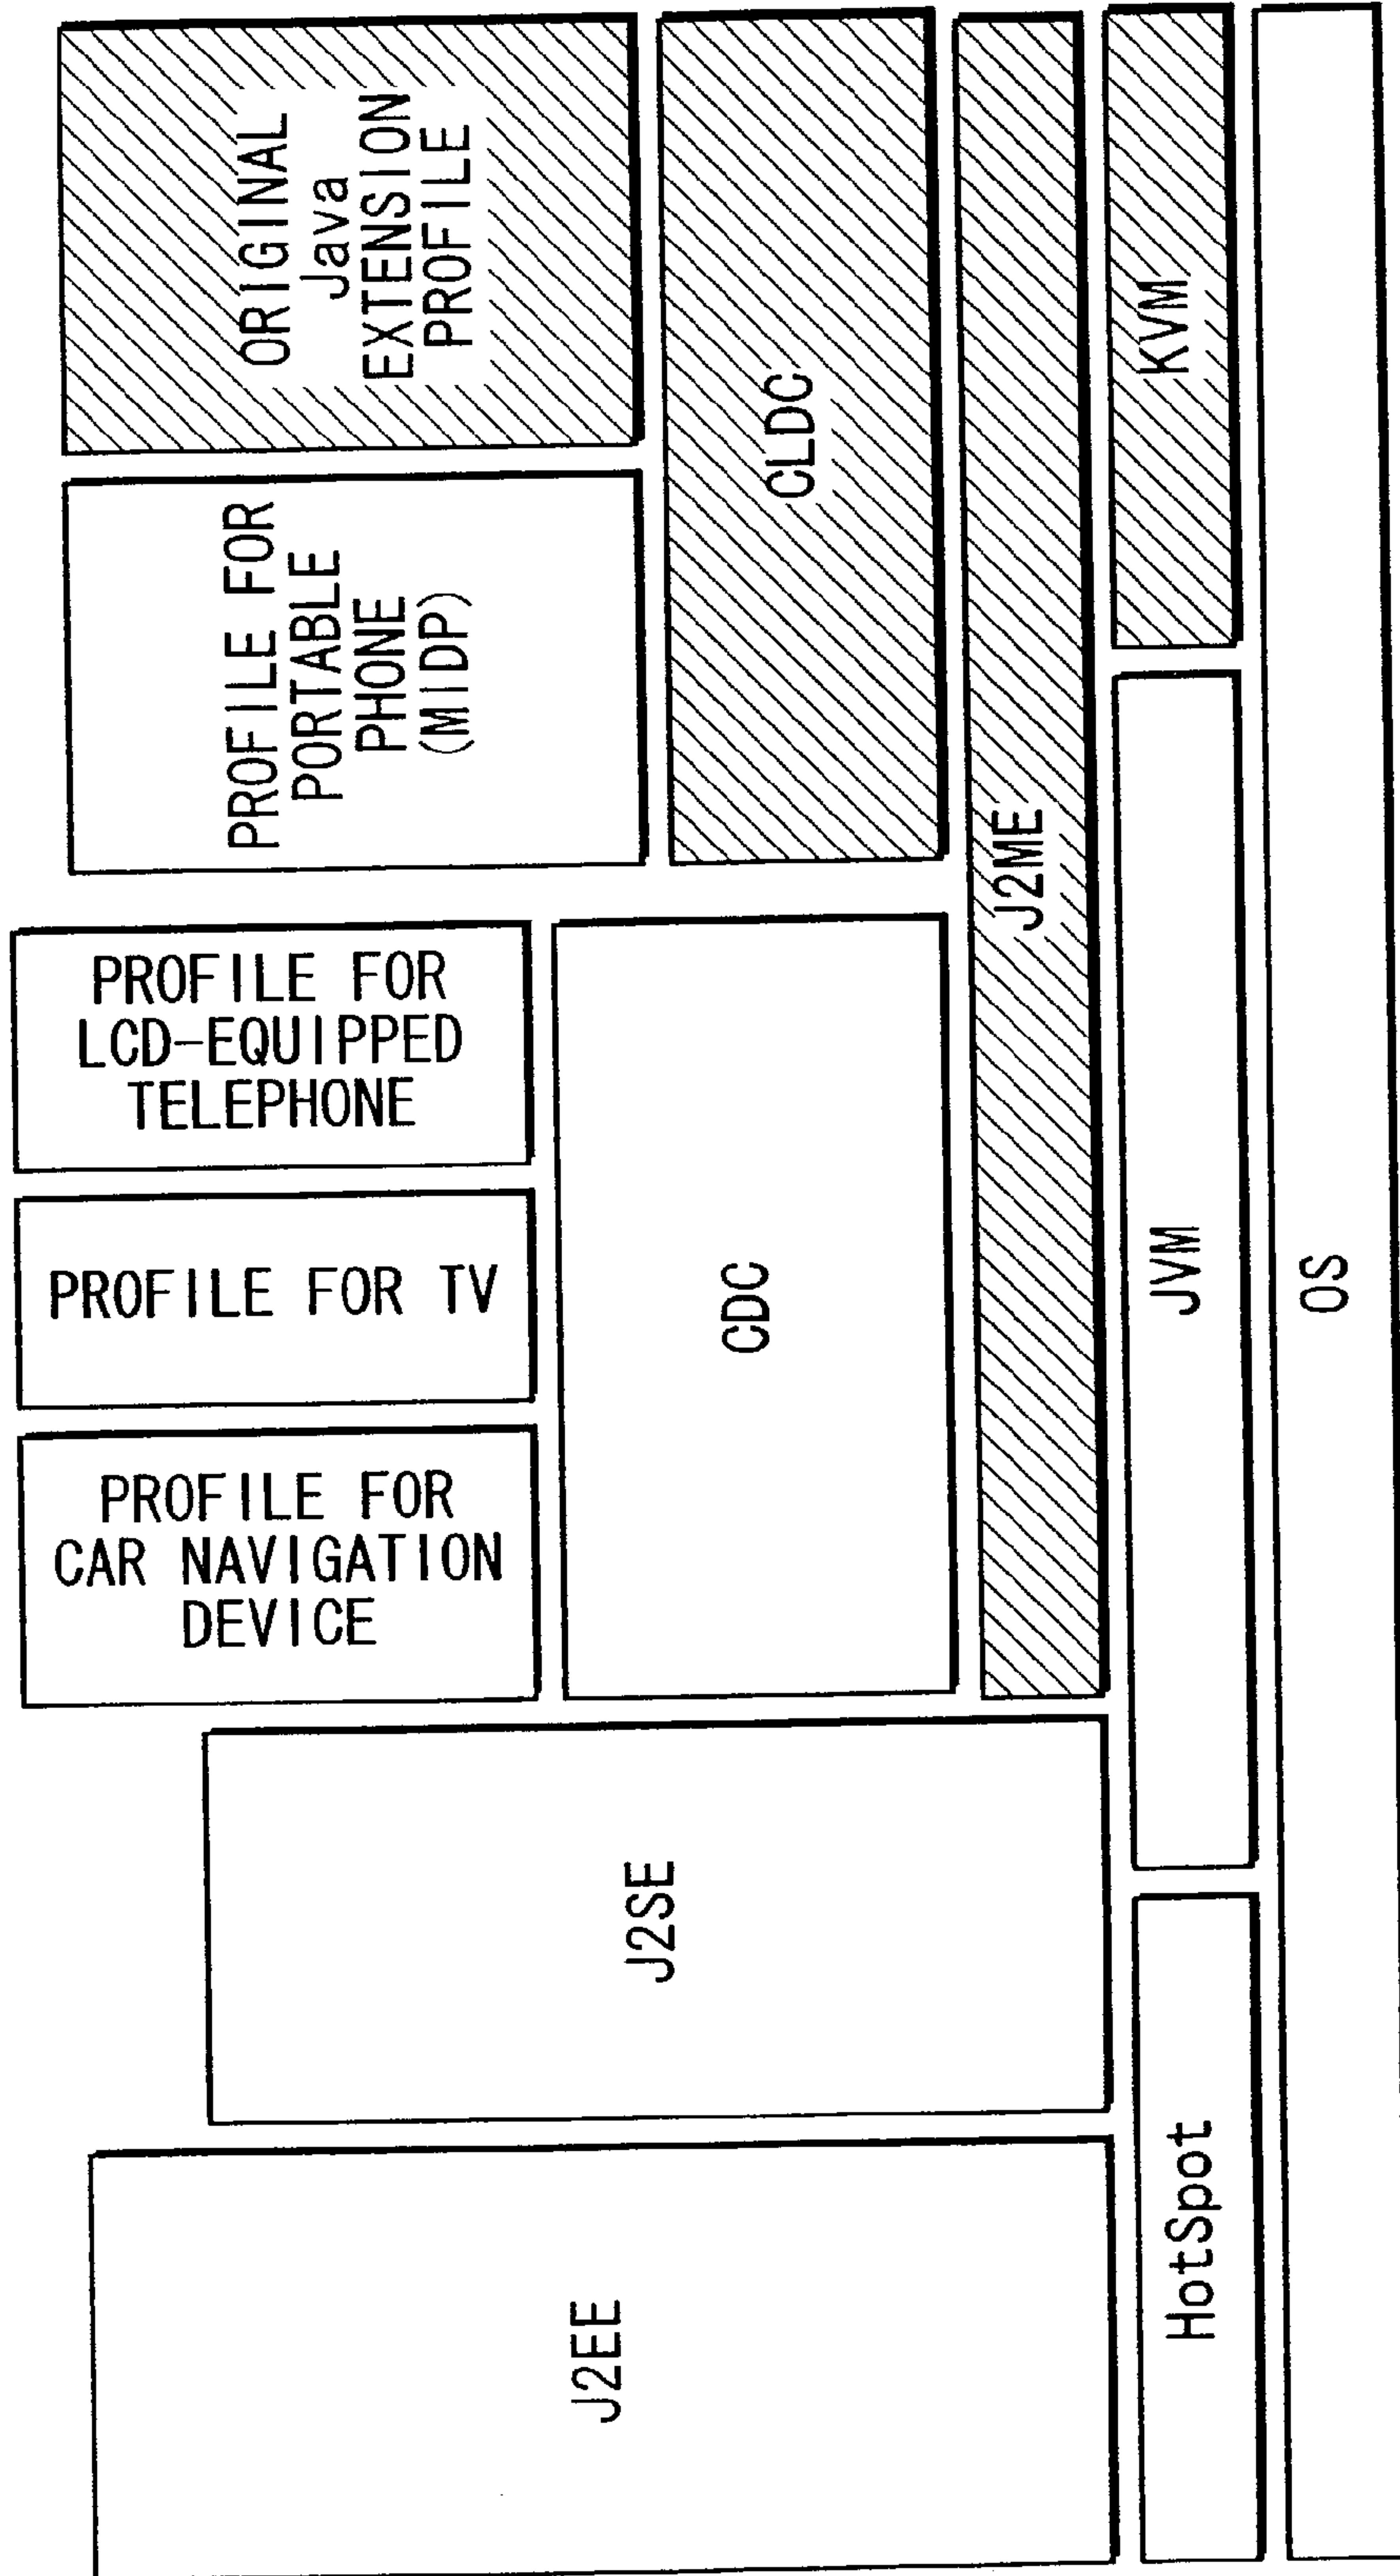 ORIGINAL
Java
EXTENSION
PROFILE
PROFILE FOR
PORTABLE
PHONE
(MIDP)
CLDC
J2ME
KVM
PROFILE FOR
LCD-EQUIPPED
TELEPHONE
PROFILE FOR TV
PROFILE FOR
CAR NAVIGATION
DEVICE
CDC
JVM
OS
J2SE
J2EE
HotSpot